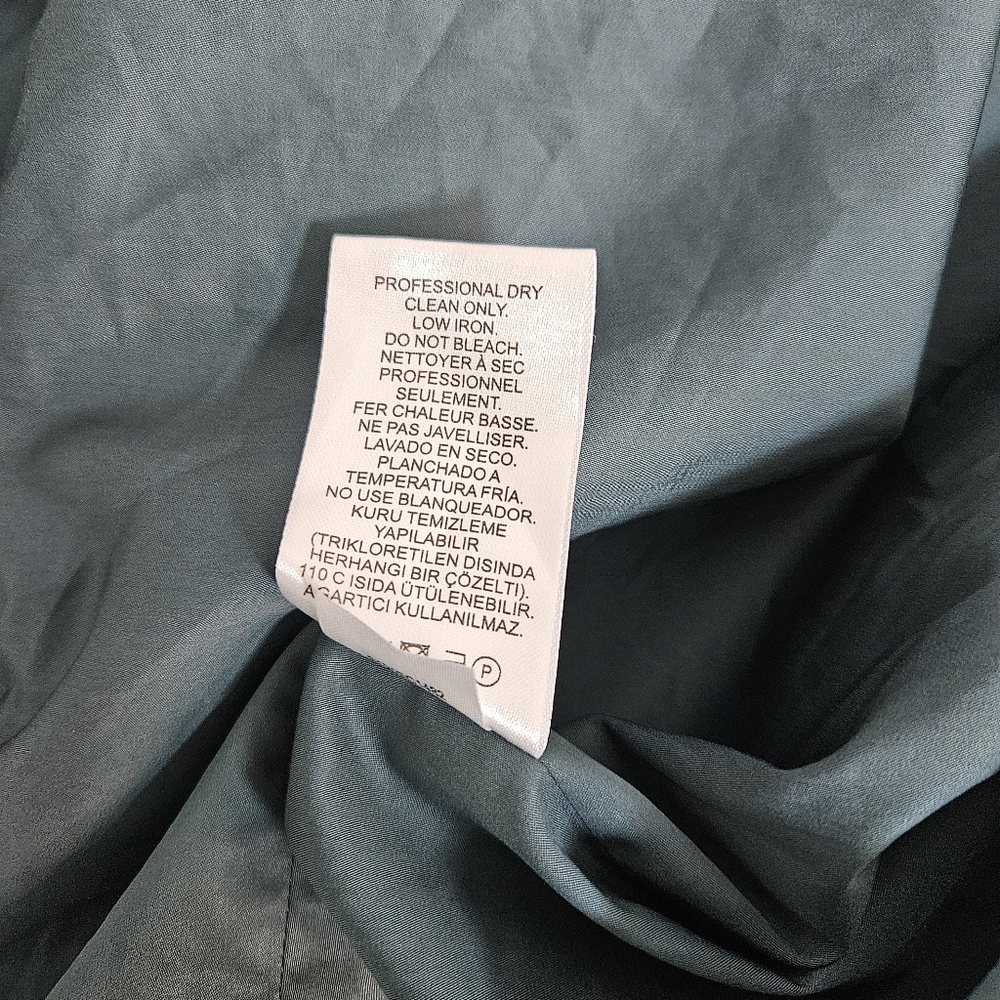 PROFESSIONAL DRY
CLEAN ONLY.
LOW IRON.
DO NOT BLEACH.
NETTOYER À SEC
PROFESSIONNEL
SEULEMENT.
FER CHALEUR BASSE.
NE PAS JAVELLISER.
LAVADO EN SECO.
PLANCHADO A
TEMPERATURA FRÍA.
NO USE BLANQUEADOR.
KURU TEMIZLEME
YAPILABILIR
(TRIKLORETILEN DISINDA
HERHANGI BIR ÇÖZELTI).
110 C ISIDA ÜTÜLENEBILIR.
AGARTICI KULLANILMAZ.
P